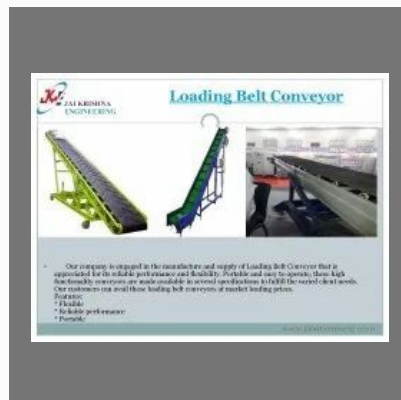 JAI KRISHNA
ENGINEERING
Loading Belt Conveyor
Our company is engaged in the manufacture and supply of Loading Belt Conveyor that is
appreciated for its reliable performance and flexibility. Portable and easy to operate, these high
functionality conveyors are made available in several specifications to fulfill the varied client needs.
Our customers can avail these loading belt conveyors at market leading prices.
Features:
* Flexible
* Reliable performance
* Portable